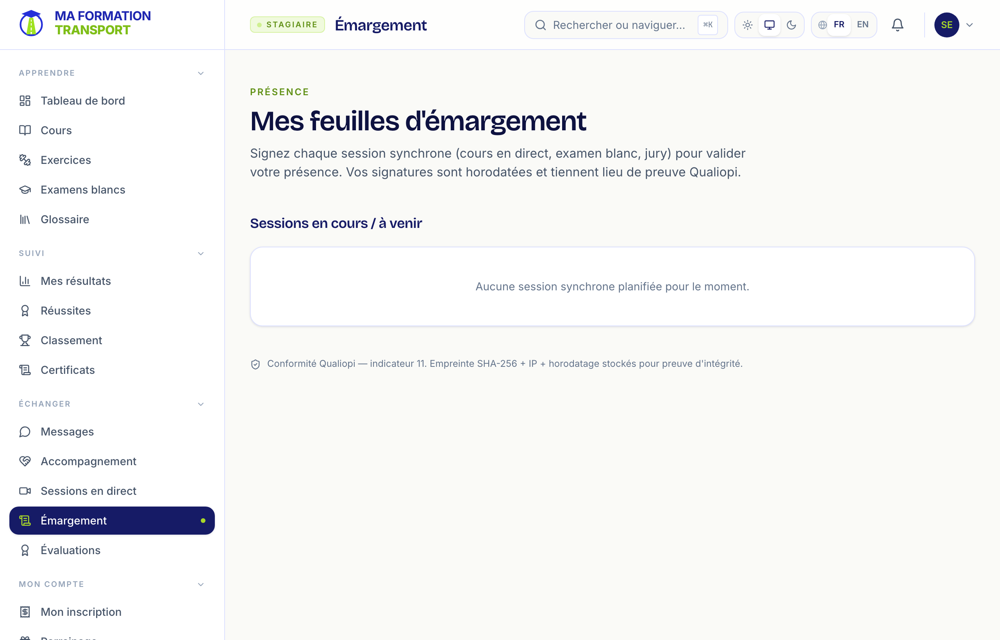 MA FORMATION
TRANSPORT
STAGIAIRE
Émargement
Rechercher ou naviguer...
⌘K
FR
EN
SE
APPRENDRE
Tableau de bord
Cours
Exercices
Examens blancs
Glossaire
SUIVI
Mes résultats
Réussites
Classement
Certificats
ÉCHANGER
Messages
Accompagnement
Sessions en direct
Émargement
Évaluations
MON COMPTE
Mon inscription
PRÉSENCE
Mes feuilles d'émargement
Signez chaque session synchrone (cours en direct, examen blanc, jury) pour valider
votre présence. Vos signatures sont horodatées et tiennent lieu de preuve Qualiopi.
Sessions en cours / à venir
Aucune session synchrone planifiée pour le moment.
Conformité Qualiopi — indicateur 11. Empreinte SHA-256 + IP + horodatage stockés pour preuve d'intégrité.